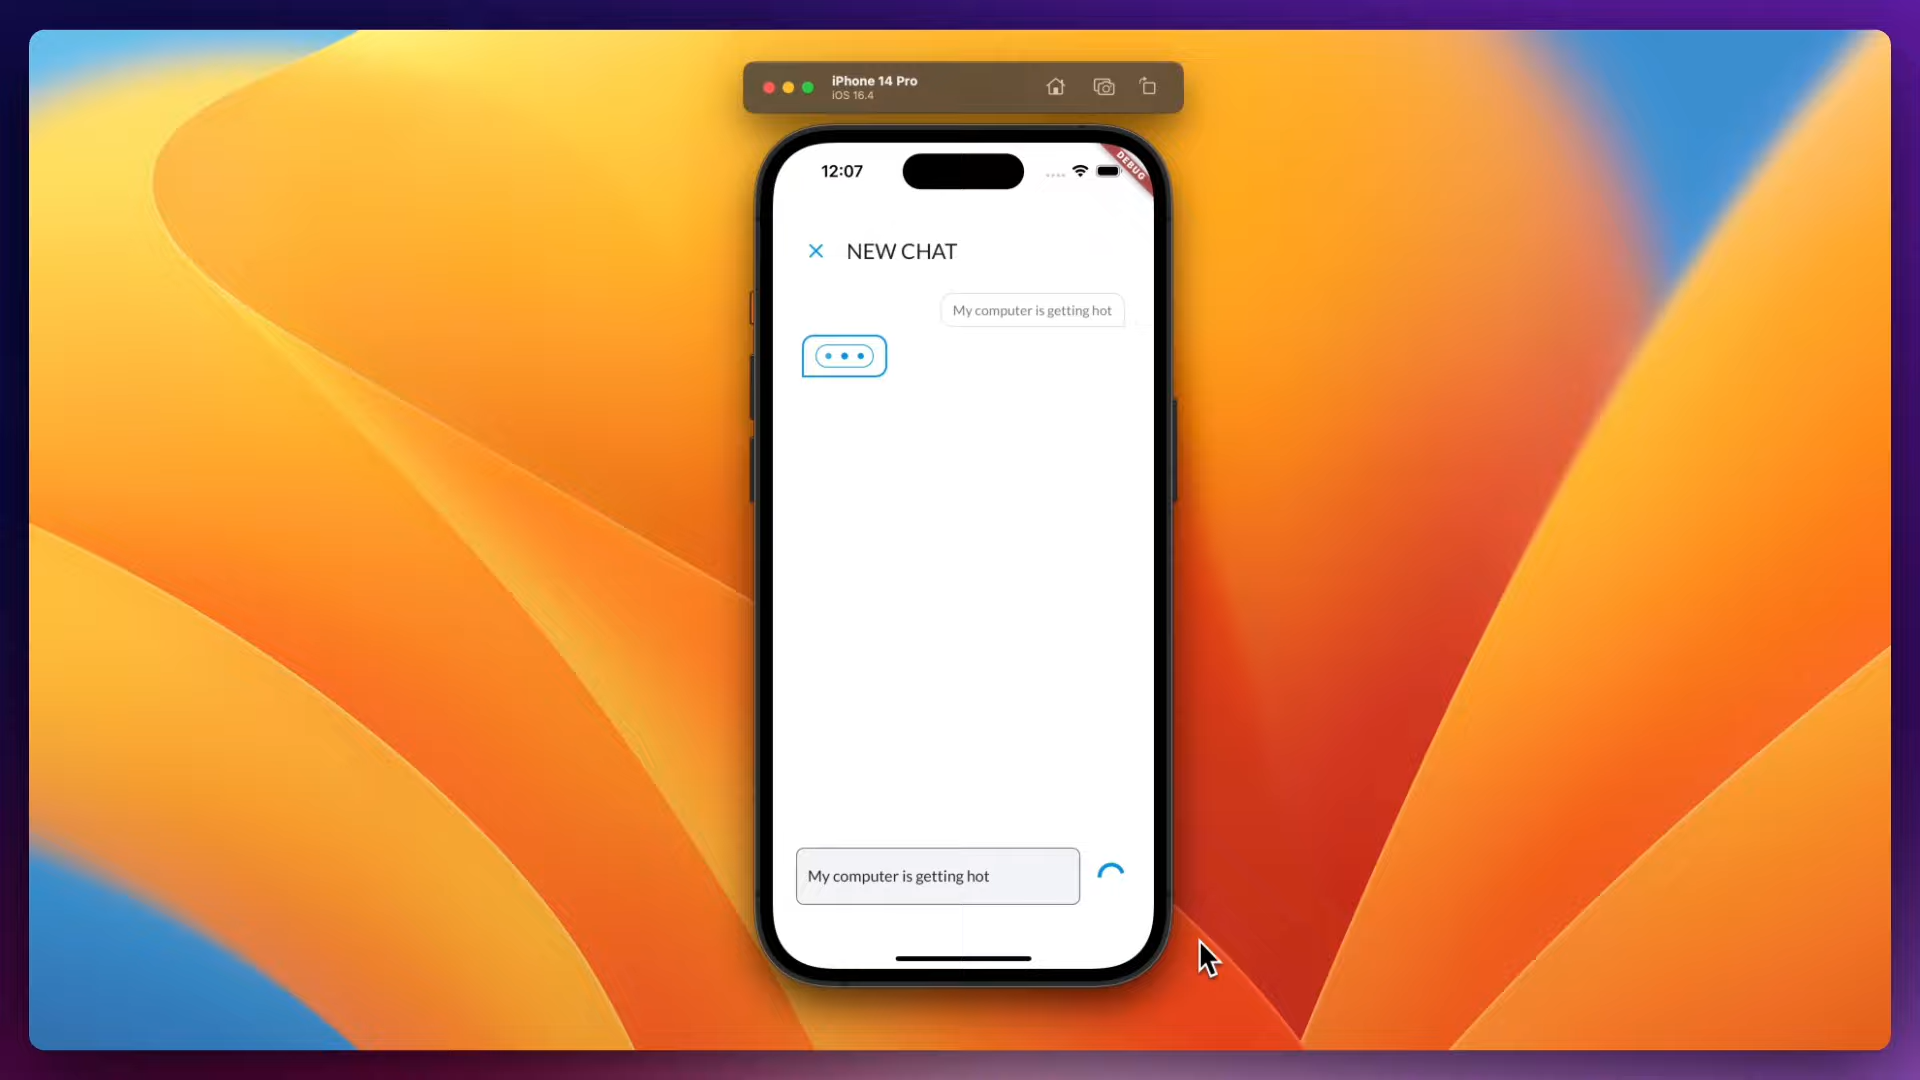 iPhone 14 Pro
iOS 16.4
12:07
DEBUG
NEW CHAT
My computer is getting hot
My computer is getting hot